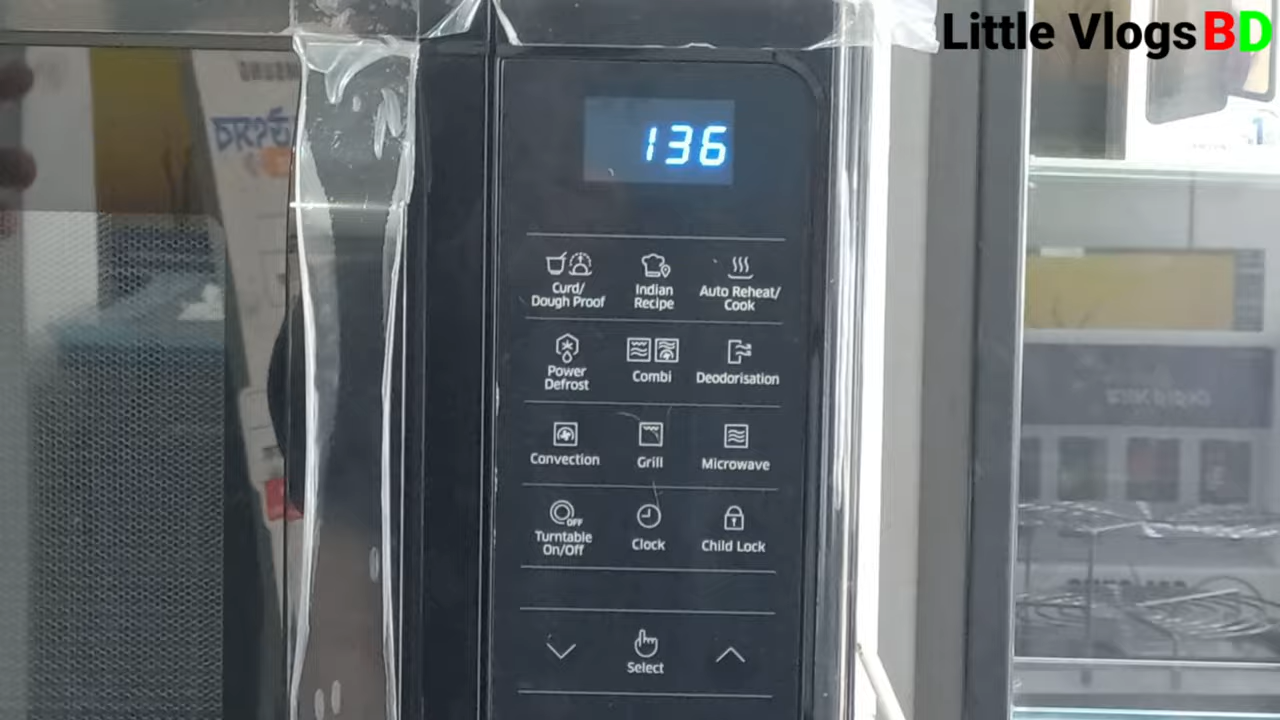 Little Vlogs BD
136
Curd/
Dough Proof
Indian
Recipe
Auto Reheat/
Cook
Power
Defrost
Combi
Deodorisation
Convection
Grill
Microwave
OFF
Turntable
On/Off
Clock
Child Lock
Select